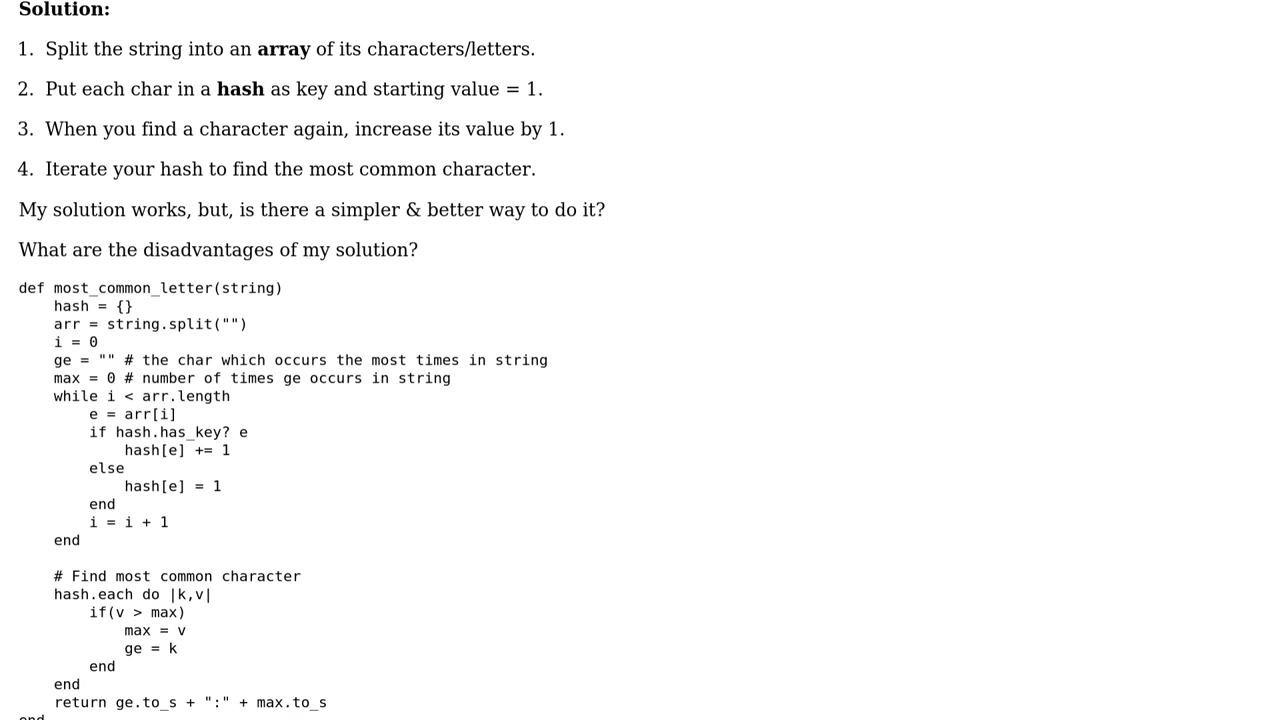 Solution:
1. Split the string into an array of its characters/letters.
2. Put each char in a hash as key and starting value = 1.
3. When you find a character again, increase its value by 1.
4. Iterate your hash to find the most common character.
My solution works, but, is there a simpler & better way to do it?
What are the disadvantages of my solution?
def most_common_letter(string)
    hash = {}
    arr = string.split("")
    i = 0
    ge = "" # the char which occurs the most times in string
    max = 0 # number of times ge occurs in string
    while i < arr.length
        e = arr[i]
        if hash.has_key? e
            hash[e] += 1
        else
            hash[e] = 1
        end
        i = i + 1
    end

    # Find most common character
    hash.each do |k,v|
        if(v > max)
            max = v
            ge = k
        end
    end
    return ge.to_s + ":" + max.to_s
end